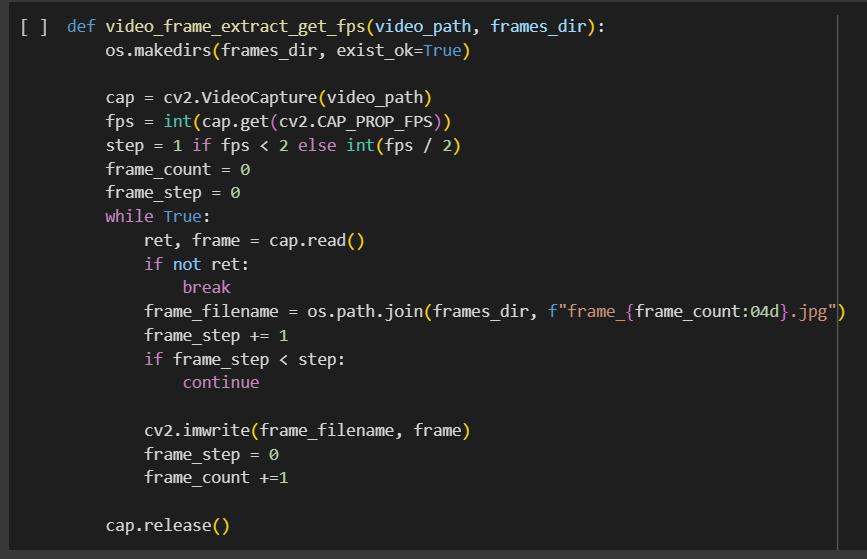 [ ] def video_frame_extract_get_fps(video_path, frames_dir):
    os.makedirs(frames_dir, exist_ok=True)

    cap = cv2.VideoCapture(video_path)
    fps = int(cap.get(cv2.CAP_PROP_FPS))
    step = 1 if fps < 2 else int(fps / 2)
    frame_count = 0
    frame_step = 0
    while True:
        ret, frame = cap.read()
        if not ret:
            break
        frame_filename = os.path.join(frames_dir, f"frame_{frame_count:04d}.jpg")
        frame_step += 1
        if frame_step < step:
            continue

        cv2.imwrite(frame_filename, frame)
        frame_step = 0
        frame_count +=1

    cap.release()